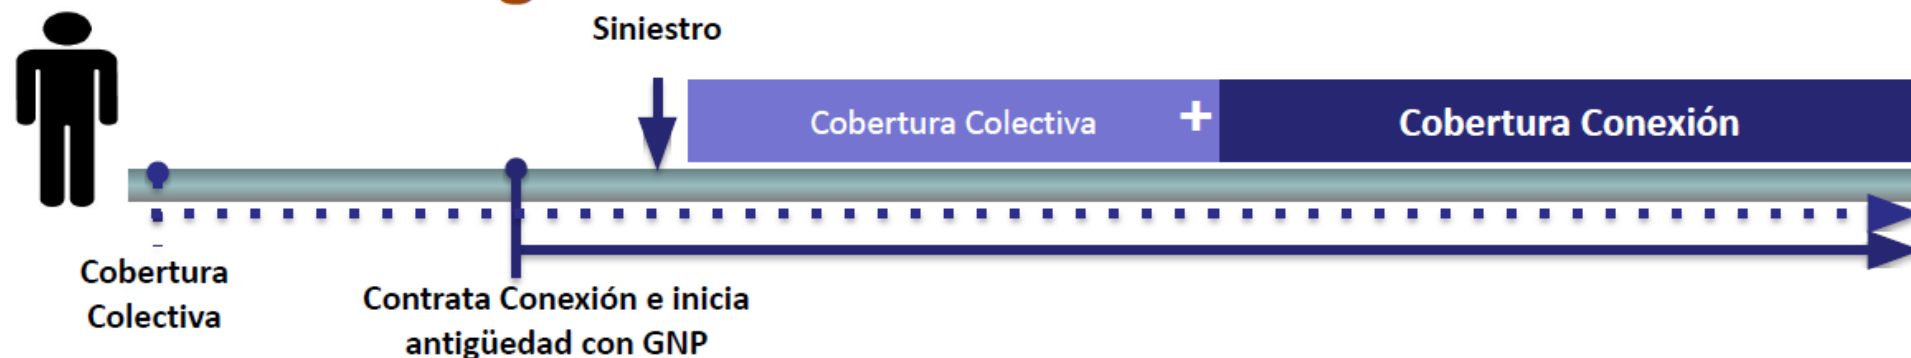 Siniestro
Cobertura Colectiva + Cobertura Conexión
Cobertura
Colectiva
Contrata Conexión e inicia
antigüedad con GNP